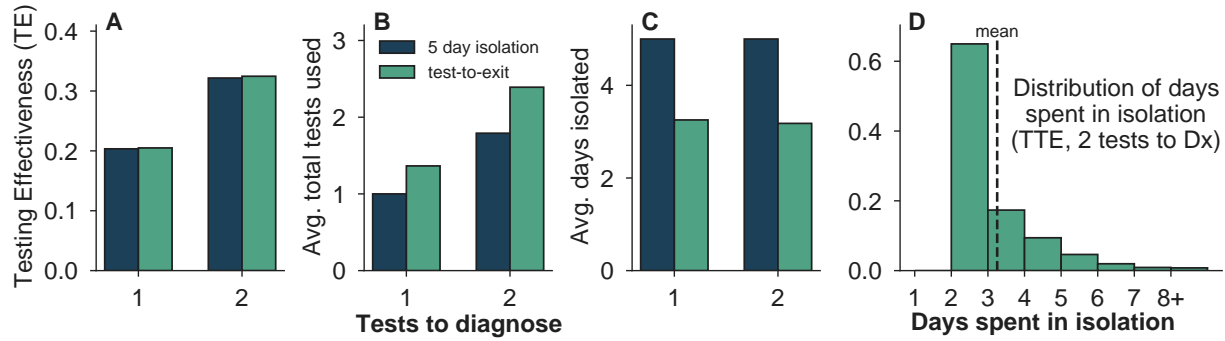 A
Testing Effectiveness (TE)
0.4
0.3
0.2
0.1
0.0
1
2
B
Avg. total tests used
3
2
1
0
5 day isolation
test-to-exit
1
2
Tests to diagnose
C
Avg. days isolated
4
2
0
1
2
D
mean
0.6
0.4
0.2
0.0
Distribution of days
spent in isolation
(TTE, 2 tests to Dx)
1 2 3 4 5 6 7 8+
Days spent in isolation